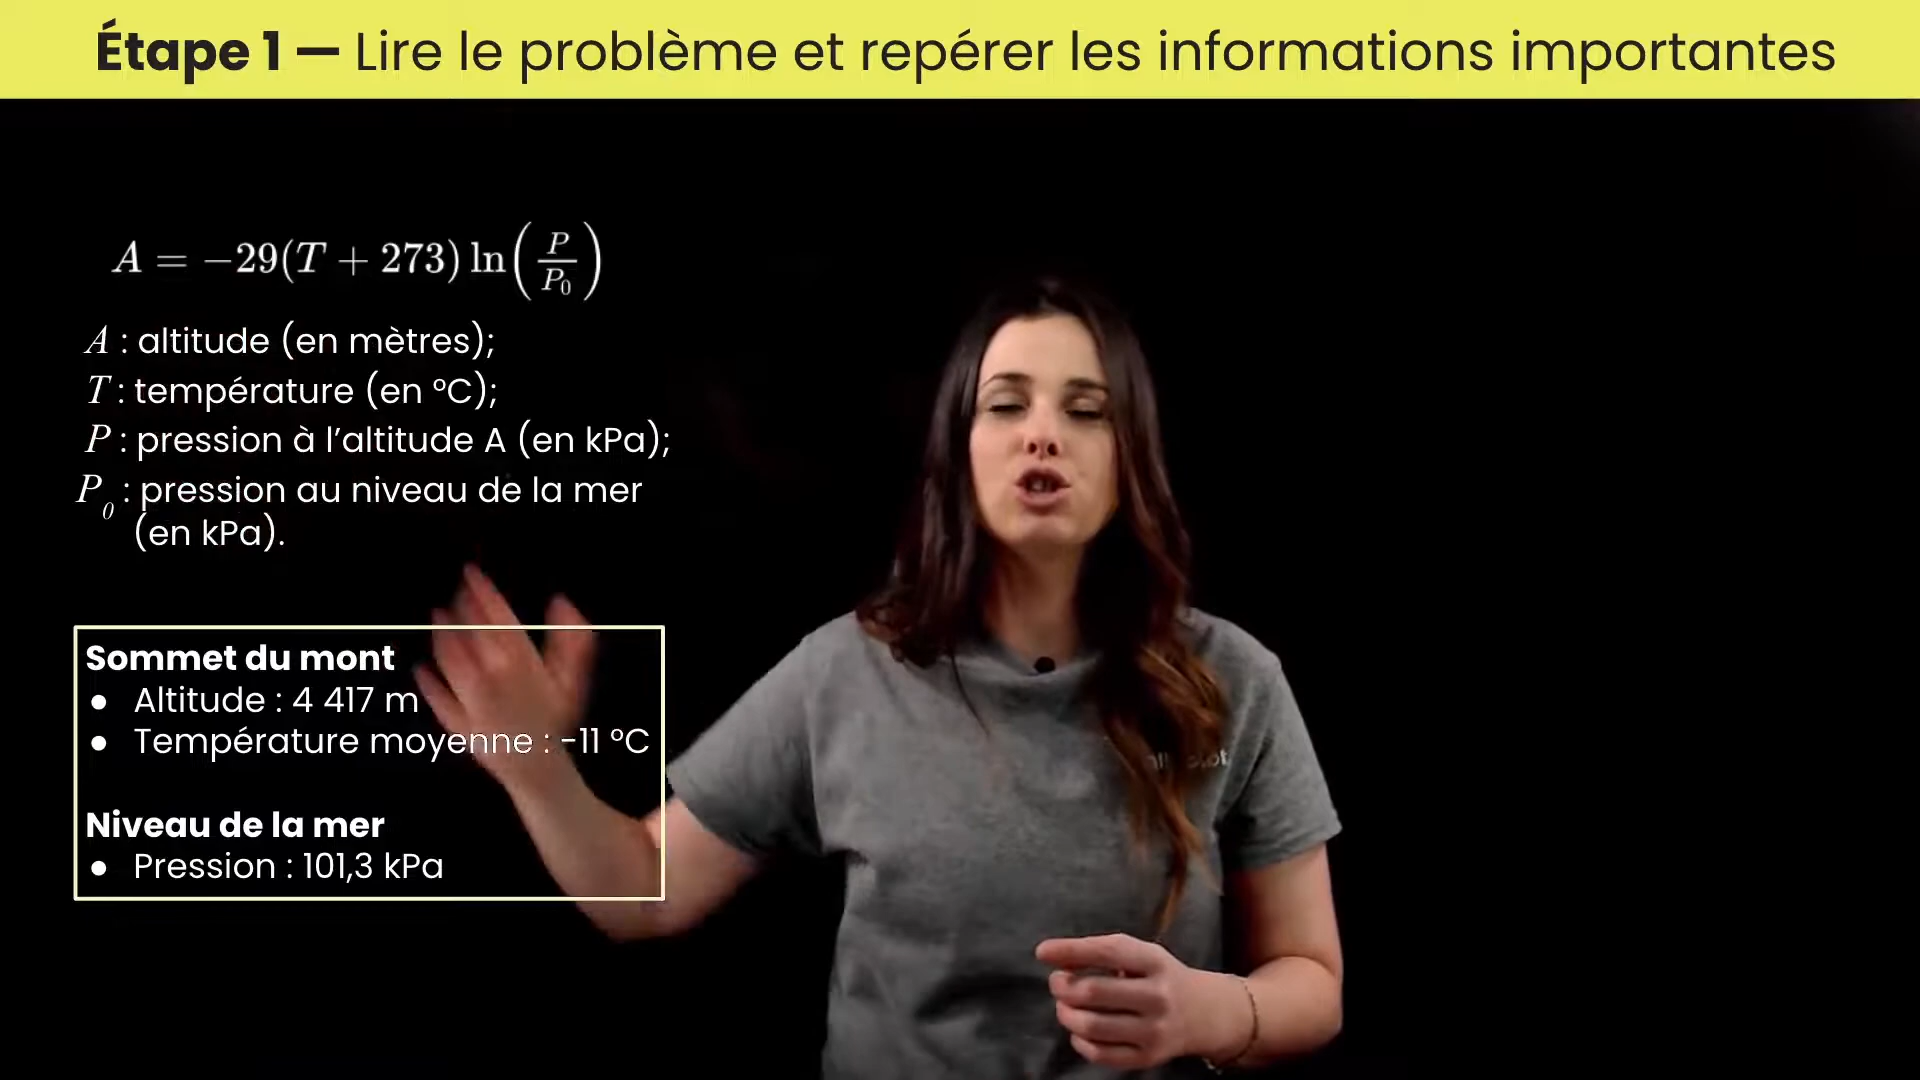 Étape 1 — Lire le problème et repérer les informations importantes
A = −29(T + 273) ln(P/P₀)
A : altitude (en mètres);
T : température (en °C);
P : pression à l’altitude A (en kPa);
P₀ : pression au niveau de la mer
(en kPa).
Sommet du mont
● Altitude : 4 417 m
● Température moyenne : -11 °C
Niveau de la mer
● Pression : 101,3 kPa